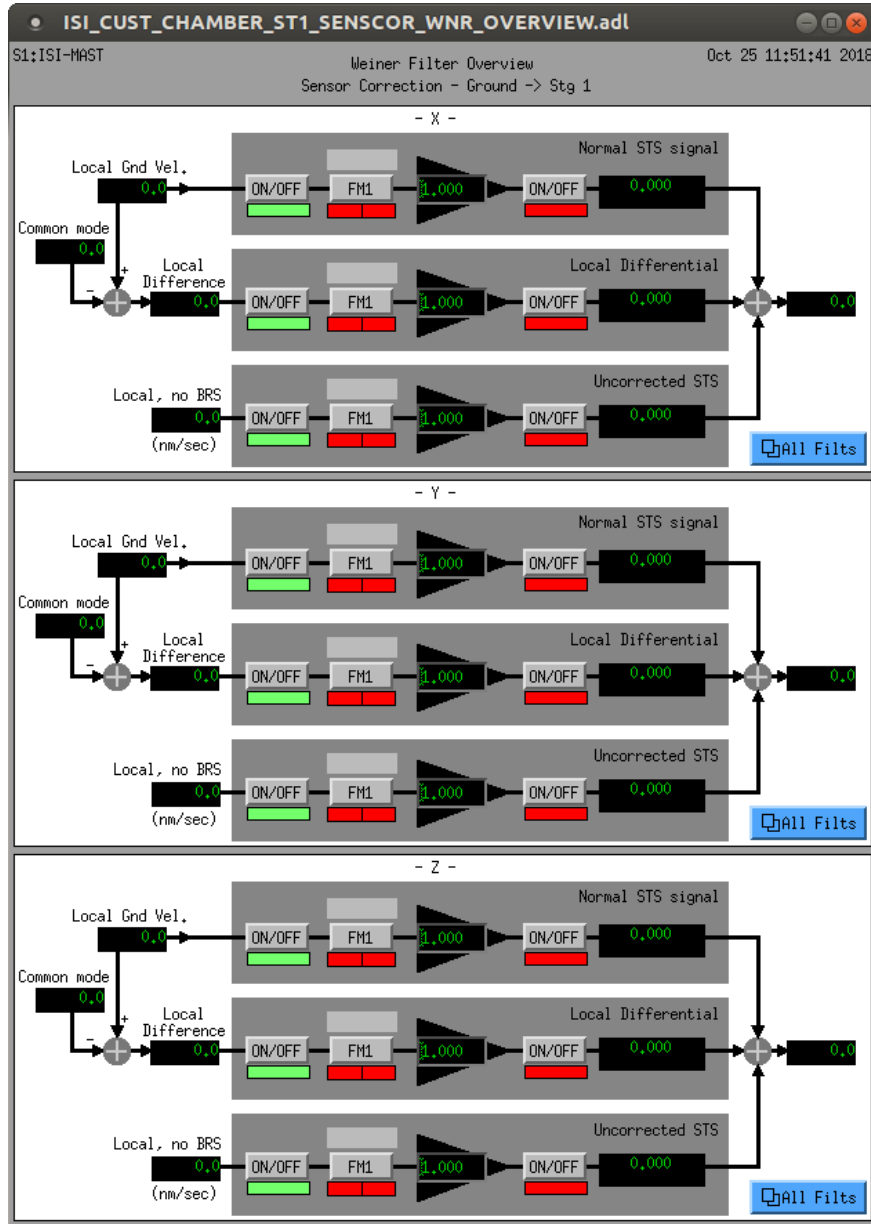 ISI_CUST_CHAMBER_ST1_SENSCOR_WNR_OVERVIEW.adl
S1:ISI-MAST
Oct 25 11:51:41 2018
Weiner Filter Overview
Sensor Correction - Ground -> Stg 1
- X -
Normal STS signal
Local Gnd Vel.
0.0 ON/OFF FM1 1.000 ON/OFF 0.000
Common mode
0.0
Local Differential
+ Local
Difference
- 0.0 ON/OFF FM1 1.000 ON/OFF 0.000 0.0
Uncorrected STS
Local, no BRS
0.0 ON/OFF FM1 1.000 ON/OFF 0.000
(nm/sec)
All Filts
- Y -
Normal STS signal
Local Gnd Vel.
0.0 ON/OFF FM1 1.000 ON/OFF 0.000
Common mode
0.0
Local Differential
+ Local
Difference
- 0.0 ON/OFF FM1 1.000 ON/OFF 0.000 0.0
Uncorrected STS
Local, no BRS
0.0 ON/OFF FM1 1.000 ON/OFF 0.000
(nm/sec)
All Filts
- Z -
Normal STS signal
Local Gnd Vel.
0.0 ON/OFF FM1 1.000 ON/OFF 0.000
Common mode
0.0
Local Differential
+ Local
Difference
- 0.0 ON/OFF FM1 1.000 ON/OFF 0.000 0.0
Uncorrected STS
Local, no BRS
0.0 ON/OFF FM1 1.000 ON/OFF 0.000
(nm/sec)
All Filts